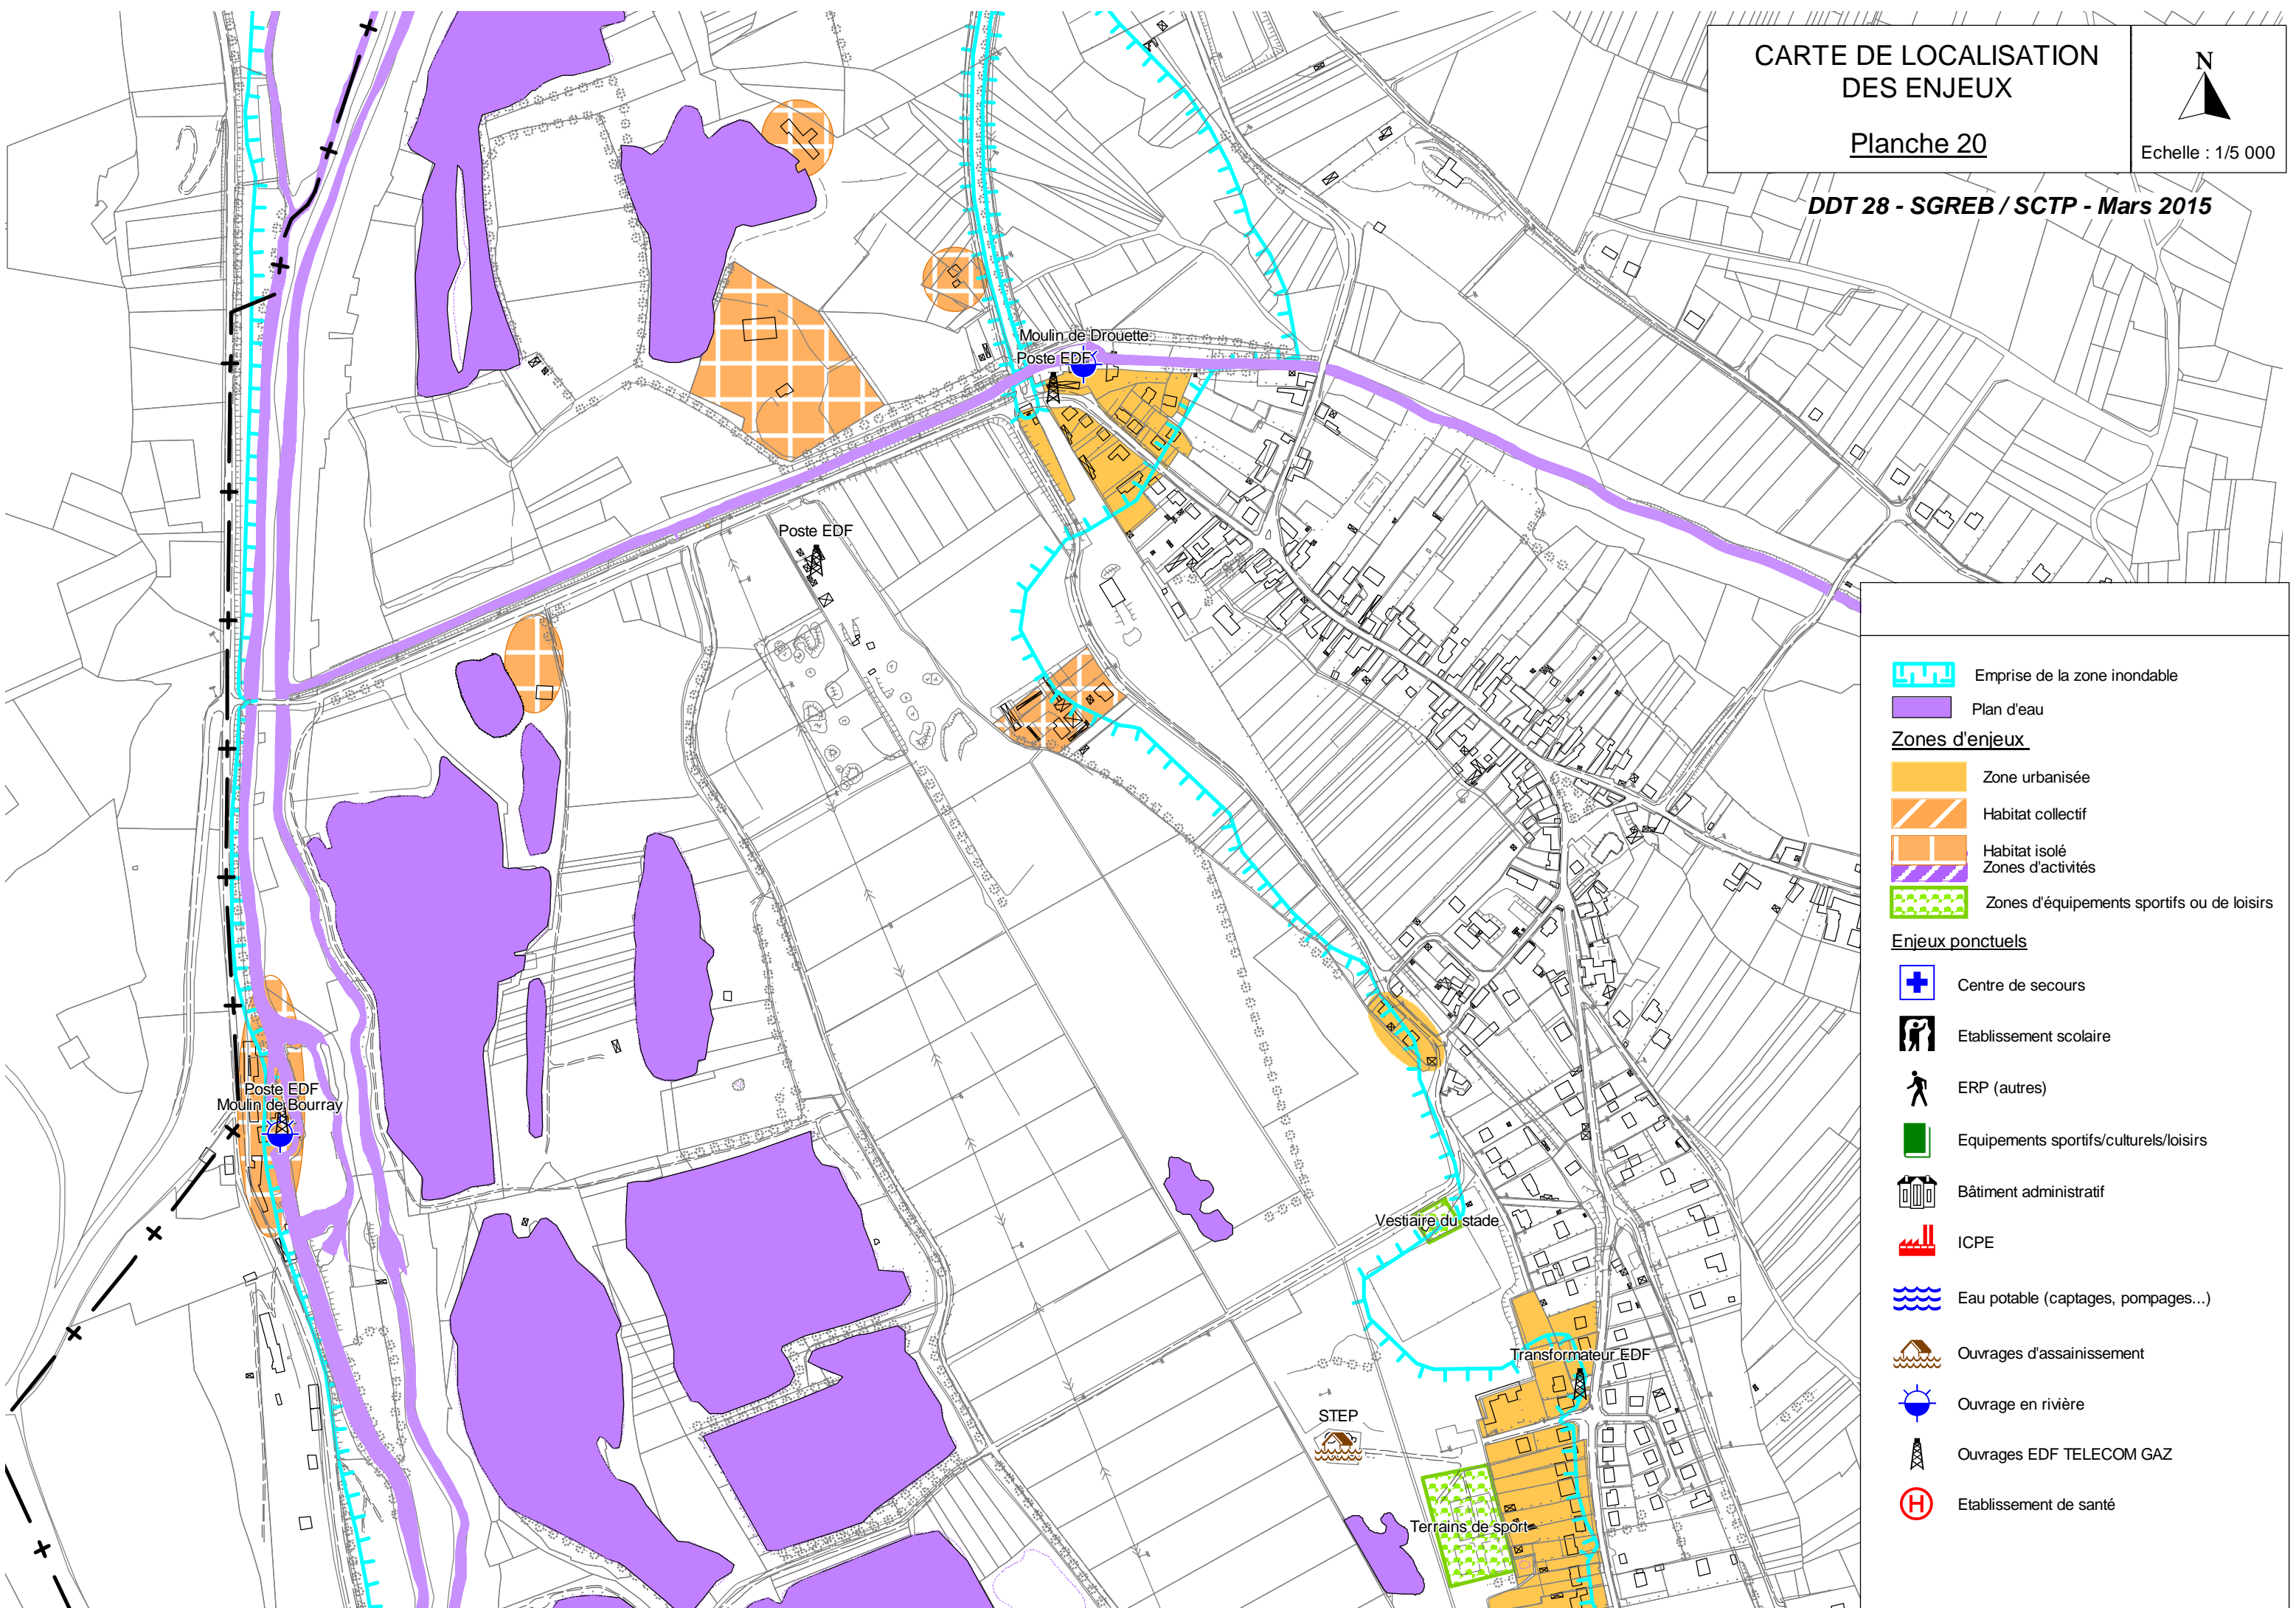 CARTE DE LOCALISATION
DES ENJEUX
Planche 20
N
Echelle : 1/5 000
DDT 28 - SGREB / SCTP - Mars 2015
Moulin de Drouette
Poste EDF
Poste EDF
Poste EDF
Moulin de Bourray
Vestiaire du stade
Transformateur EDF
STEP
Terrains de sport
Emprise de la zone inondable
Plan d'eau
Zones d'enjeux
Zone urbanisée
Habitat collectif
Habitat isolé
Zones d'activités
Zones d'équipements sportifs ou de loisirs
Enjeux ponctuels
Centre de secours
Etablissement scolaire
ERP (autres)
Equipements sportifs/culturels/loisirs
Bâtiment administratif
ICPE
Eau potable (captages, pompages...)
Ouvrages d'assainissement
Ouvrage en rivière
Ouvrages EDF TELECOM GAZ
H
Etablissement de santé